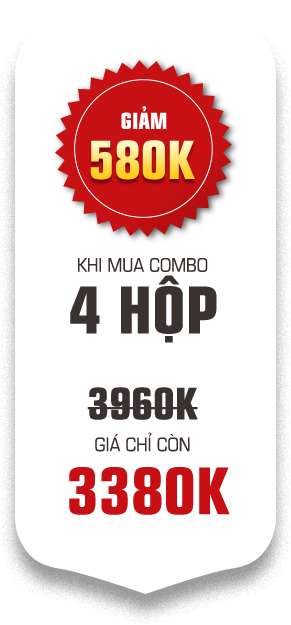 GIẢM
580K
KHI MUA COMBO
4 HỘP
3960K
GIÁ CHỈ CÒN
3380K